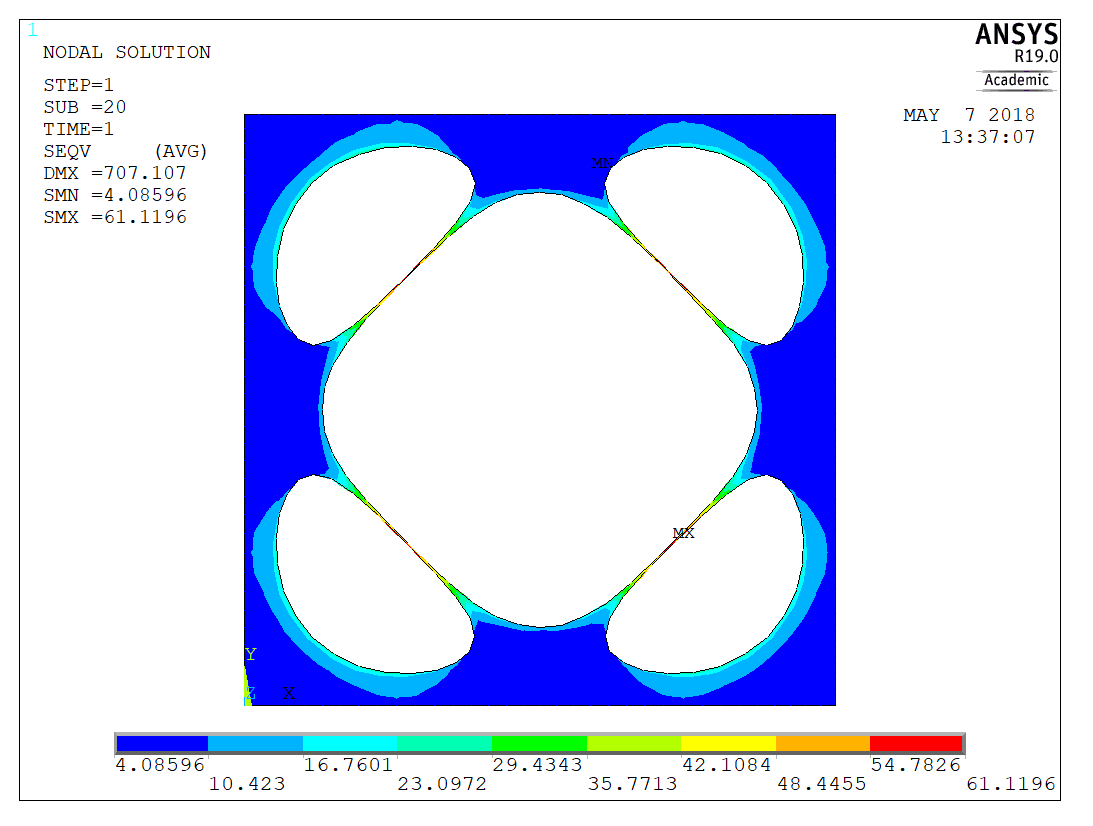 1
ANSYS
R19.0
Academic
NODAL SOLUTION
STEP=1
SUB =20
TIME=1
SEQV     (AVG)
DMX =707.107
SMN =4.08596
SMX =61.1196
MAY  7 2018
13:37:07
MN
MX
Y
Z  X
4.08596 16.7601 29.4343 42.1084 54.7826
10.423 23.0972 35.7713 48.4455 61.1196